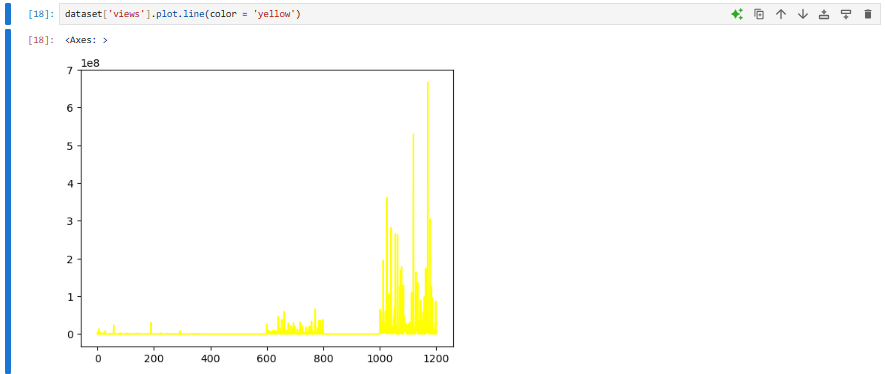 [18]: dataset['views'].plot.line(color = 'yellow')
[18]: <Axes: >
1e8
7
6
5
4
3
2
1
0
0 200 400 600 800 1000 1200